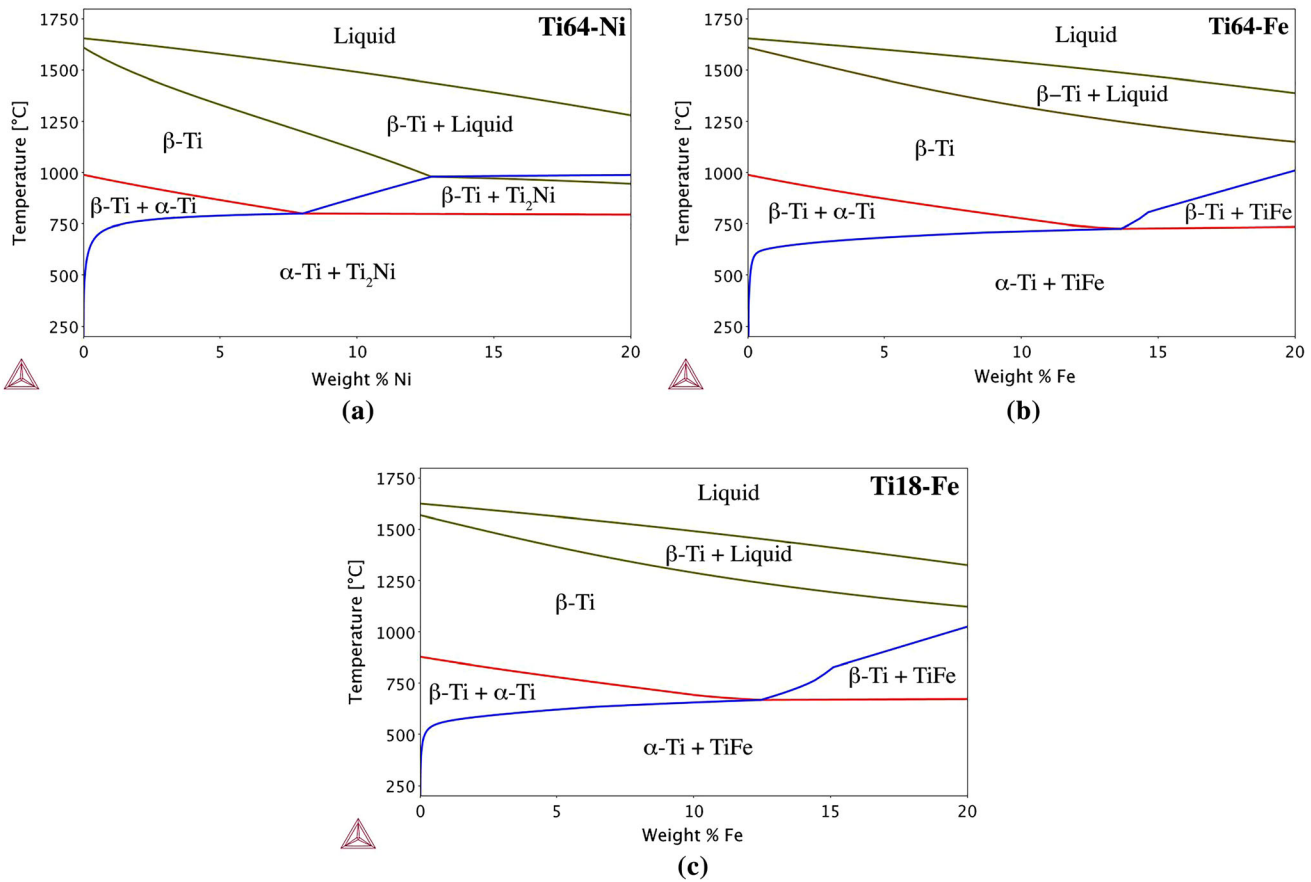 Ti64-Ni
Liquid
β-Ti + Liquid
β-Ti
β-Ti + α-Ti
β-Ti + Ti₂Ni
α-Ti + Ti₂Ni
Temperature [°C]
1750
1500
1250
1000
750
500
250
0 5 10 15 20
Weight % Ni
(a)
Ti64-Fe
Liquid
β–Ti + Liquid
β-Ti
β-Ti + α-Ti
β-Ti + TiFe
α-Ti + TiFe
Temperature [°C]
1750
1500
1250
1000
750
500
250
0 5 10 15 20
Weight % Fe
(b)
Ti18-Fe
Liquid
β-Ti + Liquid
β-Ti
β-Ti + α-Ti
β-Ti + TiFe
α-Ti + TiFe
Temperature [°C]
1750
1500
1250
1000
750
500
250
0 5 10 15 20
Weight % Fe
(c)